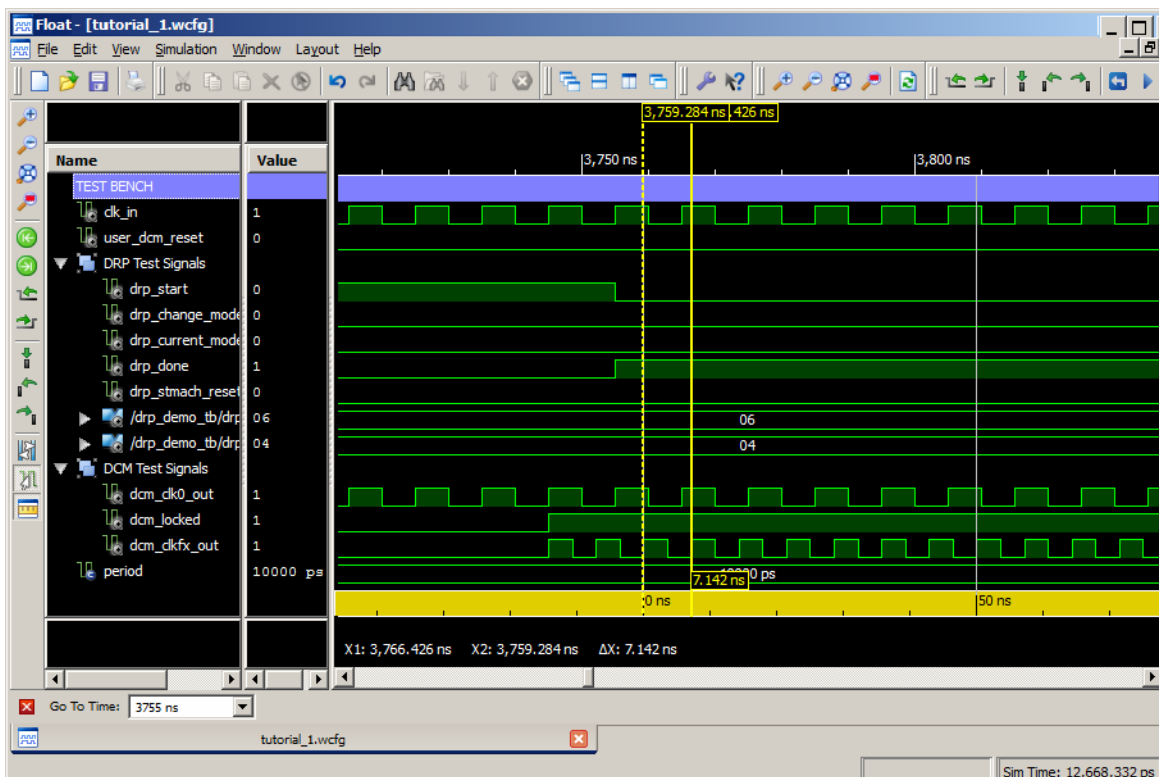 Float - [tutorial_1.wcfg]
File Edit View Simulation Window Layout Help
3,759.284 ns .426 ns
Name Value 3,750 ns 3,800 ns
TEST BENCH
clk_in 1
user_dcm_reset 0
DRP Test Signals
drp_start 0
drp_change_mode 0
drp_current_mode 0
drp_done 1
drp_stmach_reset 0
/drp_demo_tb/drp 06 06
/drp_demo_tb/drp 04 04
DCM Test Signals
dcm_clk0_out 1
dcm_locked 1
dcm_clkfx_out 1
period 10000 ps 0 ps
7.142 ns
0 ns 50 ns
X1: 3,766.426 ns X2: 3,759.284 ns ΔX: 7.142 ns
Go To Time: 3755 ns
tutorial_1.wcfg
Sim Time: 12,668,332 ps